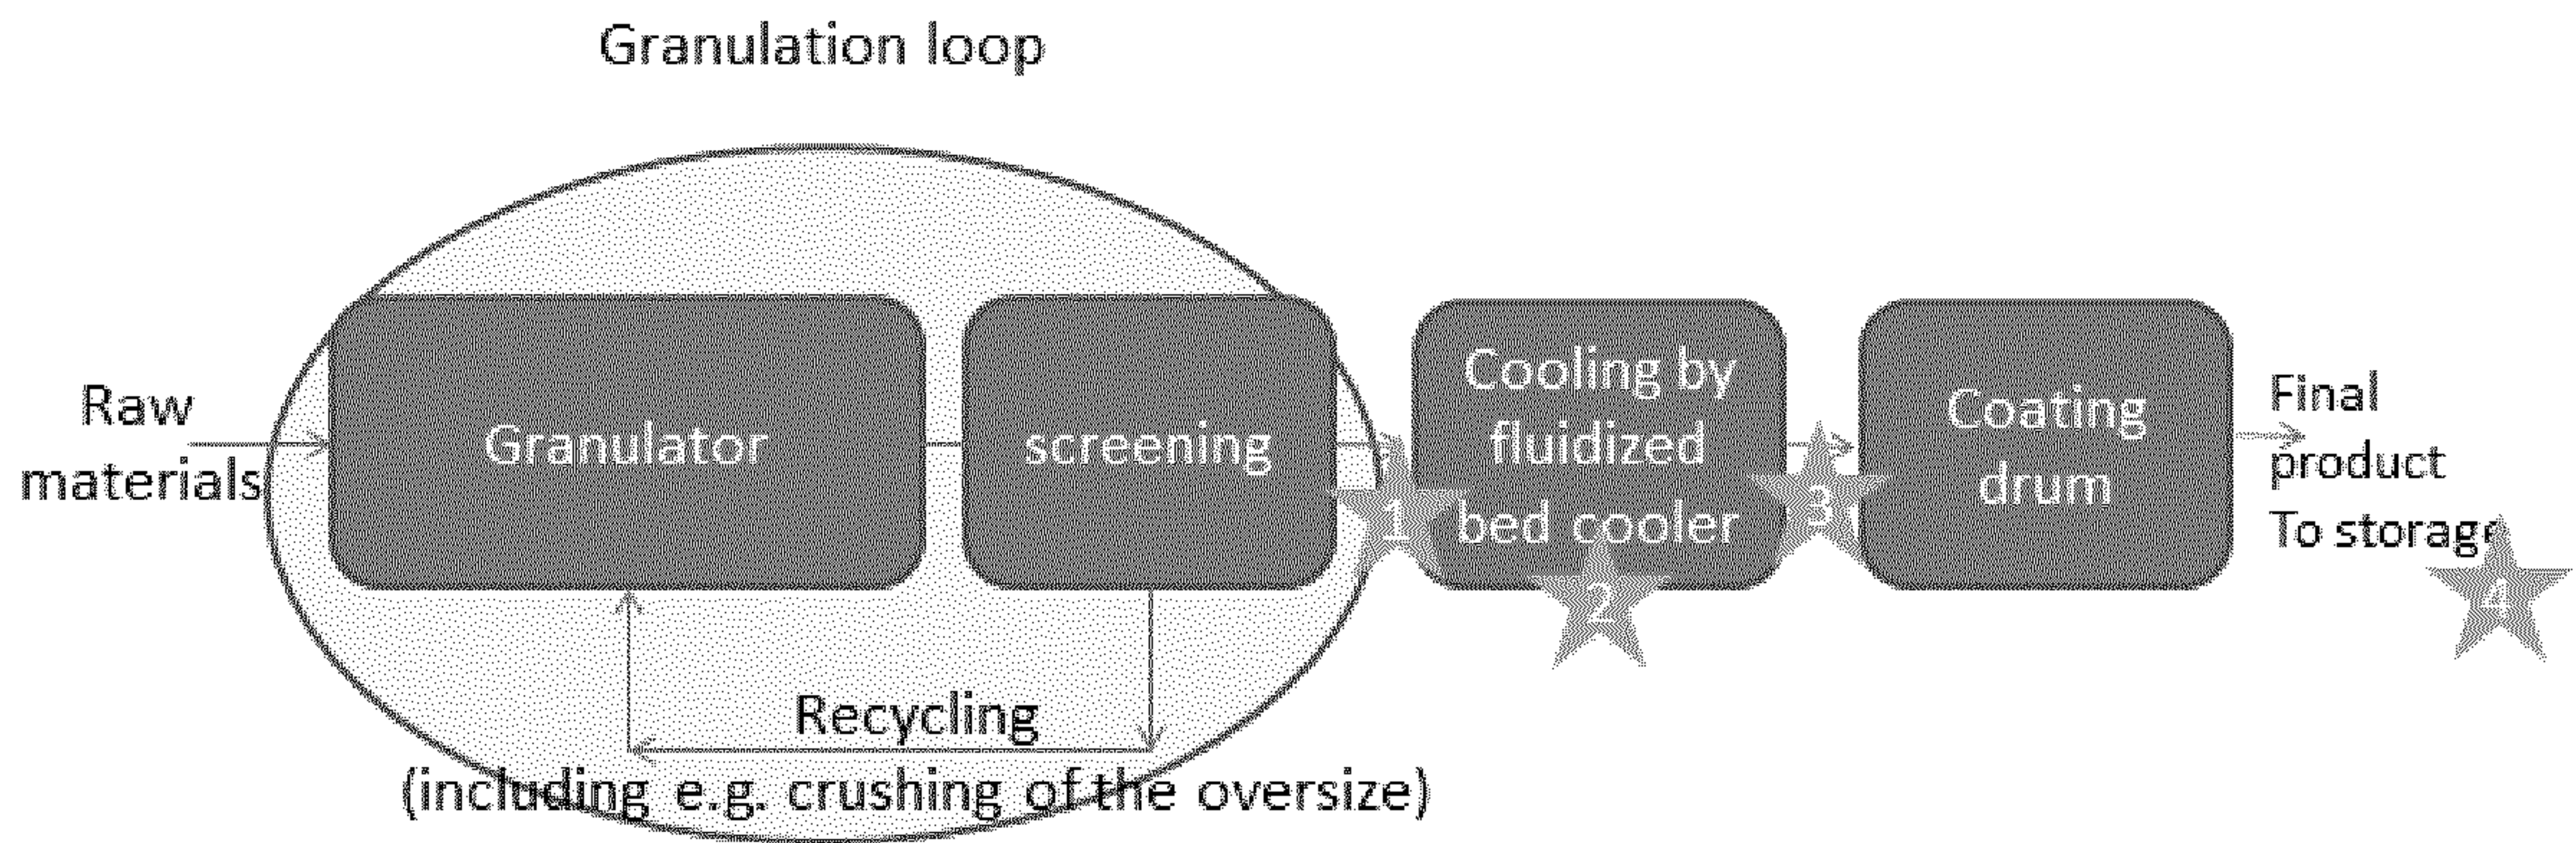 Granulation loop
Raw
materials
Granulator
screening
Cooling by
fluidized
bed cooler
Coating
drum
Final
product
To storage
1
2
3
4
Recycling
(including e.g. crushing of the oversize)